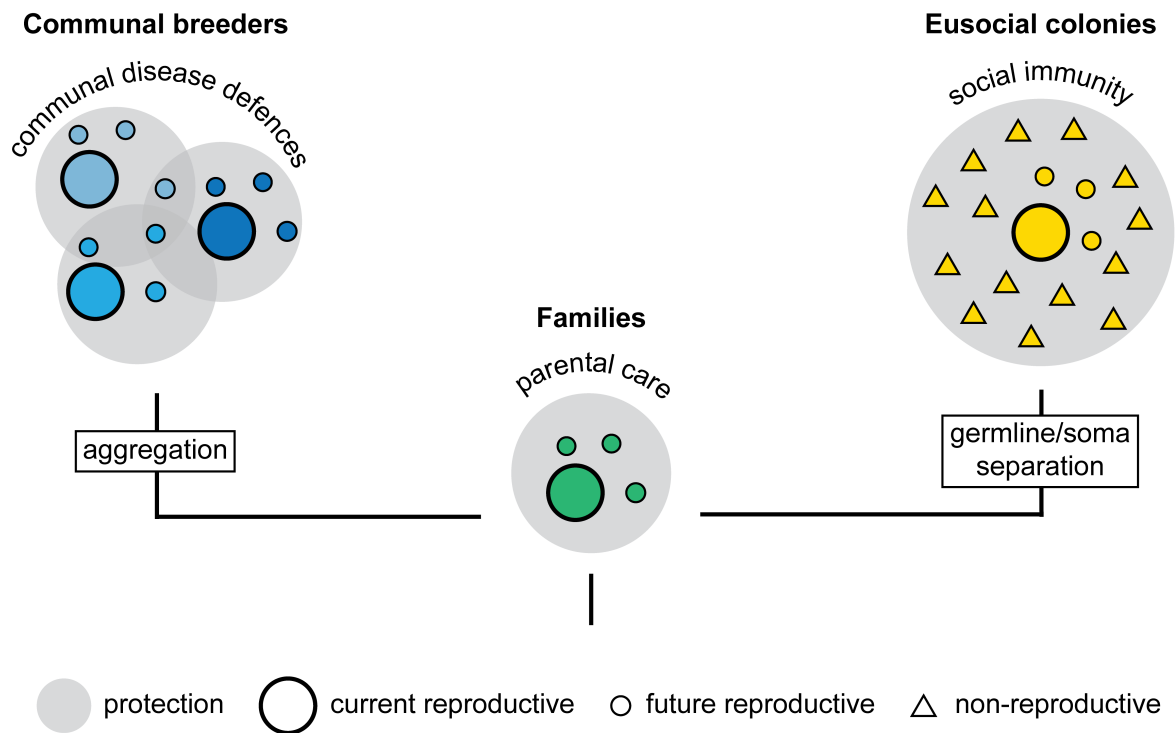 Communal breeders
communal disease defences
Eusocial colonies
social immunity
Families
parental care
aggregation
germline/soma
separation
protection
current reproductive
future reproductive
non-reproductive